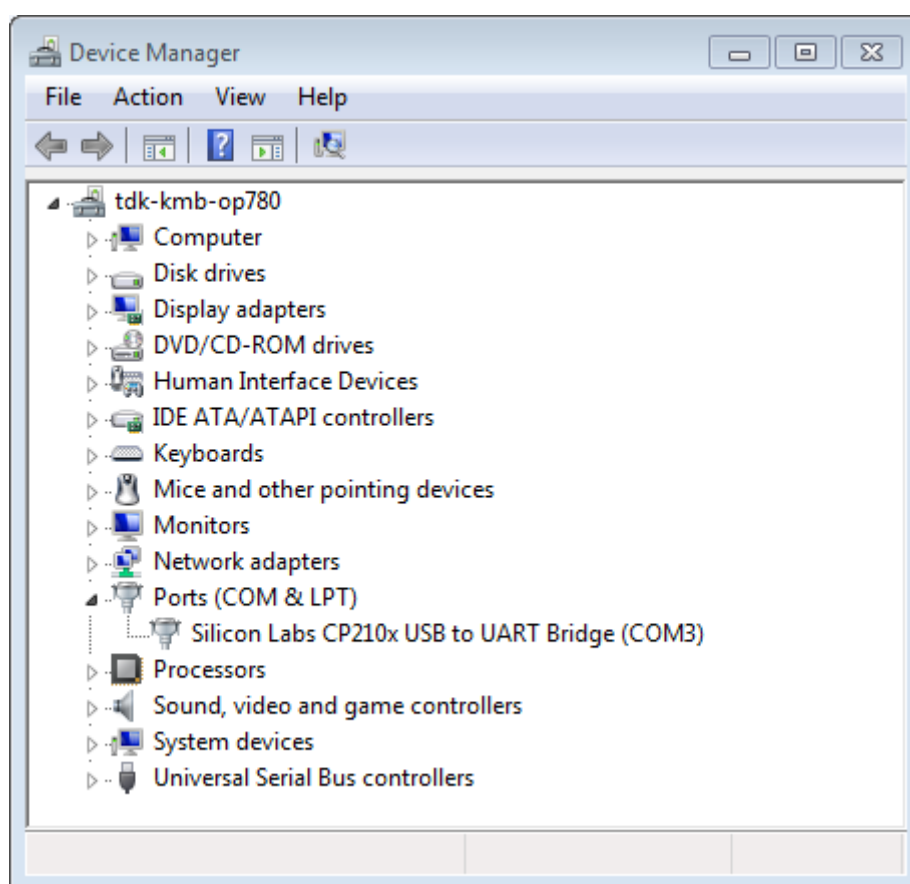 Device Manager
File Action View Help
tdk-kmb-op780
Computer
Disk drives
Display adapters
DVD/CD-ROM drives
Human Interface Devices
IDE ATA/ATAPI controllers
Keyboards
Mice and other pointing devices
Monitors
Network adapters
Ports (COM & LPT)
Silicon Labs CP210x USB to UART Bridge (COM3)
Processors
Sound, video and game controllers
System devices
Universal Serial Bus controllers